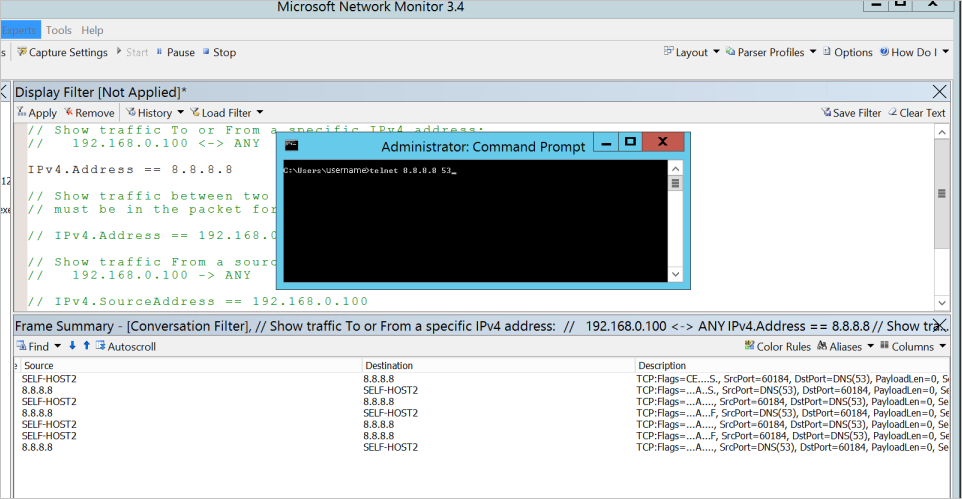 Microsoft Network Monitor 3.4
Experts Tools Help
s Capture Settings Start Pause Stop Layout Parser Profiles Options How Do I
Display Filter [Not Applied]*
Apply Remove History Load Filter Save Filter Clear Text
// Show traffic To or From a specific IPv4 address:
//   192.168.0.100 <-> ANY
IPv4.Address == 8.8.8.8
// Show traffic between two
// must be in the packet for
// IPv4.Address == 192.168.0
// Show traffic From a sourc
//   192.168.0.100 -> ANY
// IPv4.SourceAddress == 192.168.0.100
Administrator: Command Prompt
C:\Users\username>telnet 8.8.8.8 53_
Frame Summary - [Conversation Filter], // Show traffic To or From a specific IPv4 address:  //   192.168.0.100 <-> ANY IPv4.Address == 8.8.8.8 // Show tra...
Find Autoscroll Color Rules Aliases Columns
Source Destination Description
SELF-HOST2 8.8.8.8 TCP:Flags=CE....S., SrcPort=60184, DstPort=DNS(53), PayloadLen=0, Se
8.8.8.8 SELF-HOST2 TCP:Flags=...A..S., SrcPort=DNS(53), DstPort=60184, PayloadLen=0, Se
SELF-HOST2 8.8.8.8 TCP:Flags=...A...., SrcPort=60184, DstPort=DNS(53), PayloadLen=0, Se
8.8.8.8 SELF-HOST2 TCP:Flags=...A...F, SrcPort=DNS(53), DstPort=60184, PayloadLen=0, Se
SELF-HOST2 8.8.8.8 TCP:Flags=...A...., SrcPort=60184, DstPort=DNS(53), PayloadLen=0, Se
SELF-HOST2 8.8.8.8 TCP:Flags=...A...F, SrcPort=60184, DstPort=DNS(53), PayloadLen=0, Se
8.8.8.8 SELF-HOST2 TCP:Flags=...A...., SrcPort=DNS(53), DstPort=60184, PayloadLen=0, Se